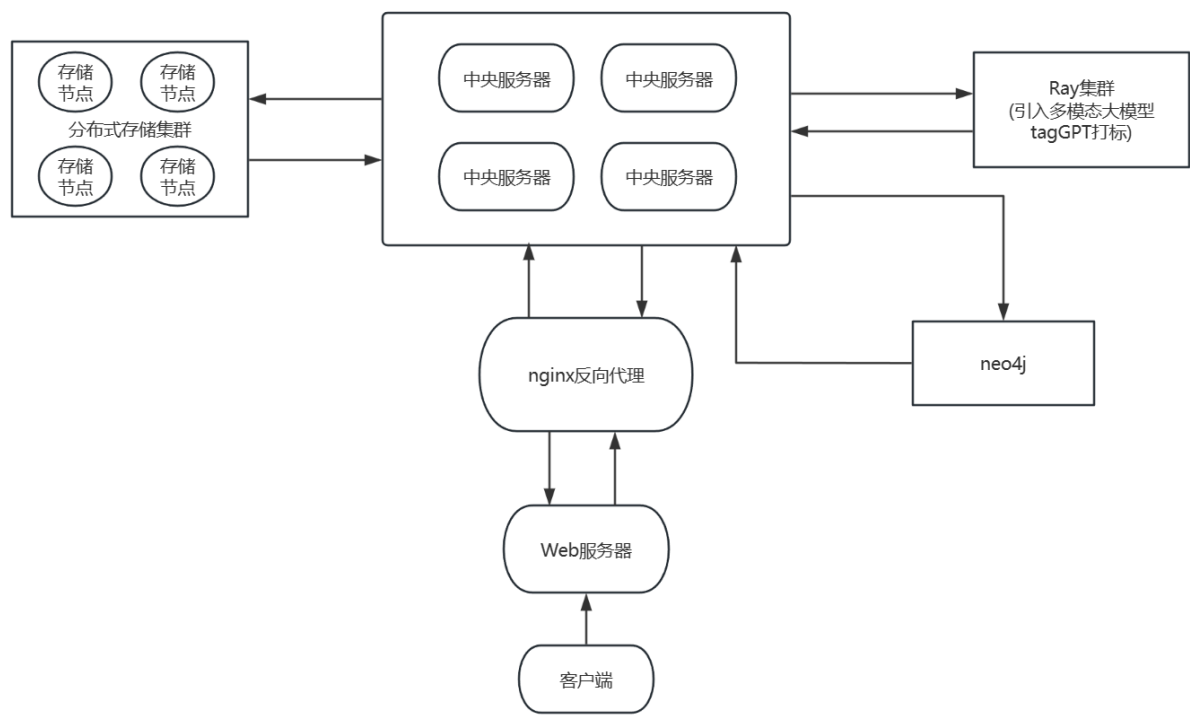 存储
节点
存储
节点
分布式存储集群
存储
节点
存储
节点
中央服务器
中央服务器
中央服务器
中央服务器
Ray集群
(引入多模态大模型
tagGPT打标)
neo4j
nginx反向代理
Web服务器
客户端